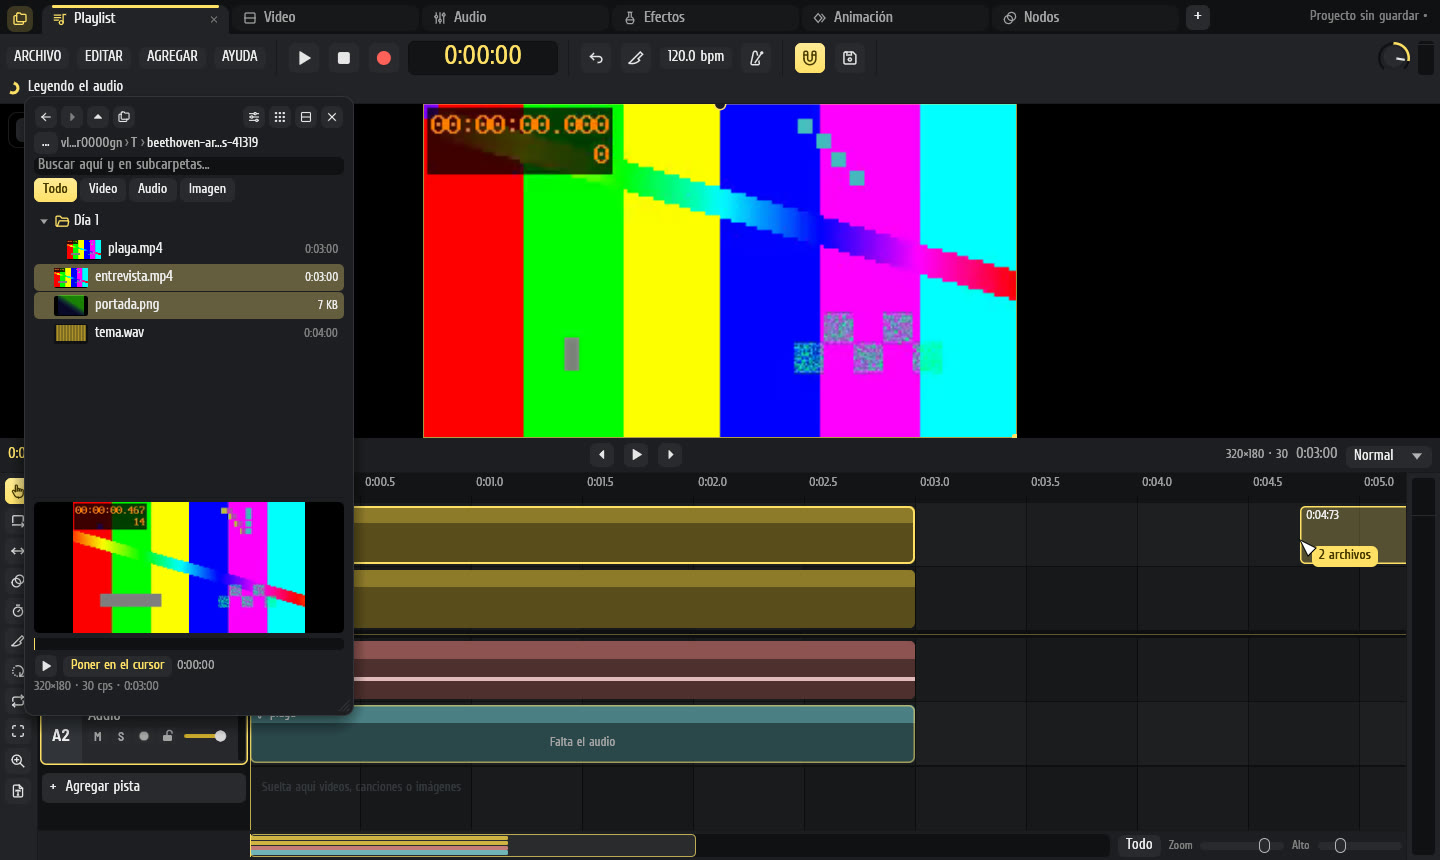 Playlist
Video
Audio
Efectos
Animación
Nodos
+
Proyecto sin guardar •
ARCHIVO
EDITAR
AGREGAR
AYUDA
0:00:00
120.0 bpm
Leyendo el audio
... vl...r0000gn › T › beethoven-ar...s-41319
Buscar aquí y en subcarpetas...
Todo
Video
Audio
Imagen
Día 1
playa.mp4 0:03:00
entrevista.mp4 0:03:00
portada.png 7 KB
tema.wav 0:04:00
00:00:00.000
0
00:00:00.467
14
Poner en el cursor 0:00:00
320×180 · 30 cps · 0:03:00
320×180 · 30 0:03:00 Normal
0:00.5 0:01.0 0:01.5 0:02.0 0:02.5 0:03.0 0:03.5 0:04.0 0:04.5 0:05.0
0:04:73
2 archivos
Audio
A2 M S
Falta el audio
+ Agregar pista
Suelta aquí videos, canciones o imágenes
Todo Zoom Alto